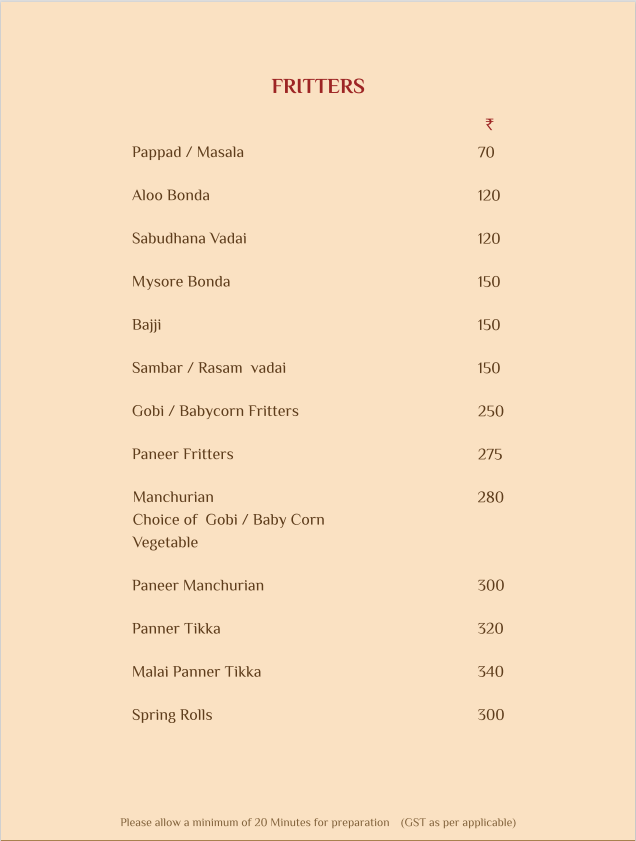 FRITTERS
₹
Pappad / Masala 70
Aloo Bonda 120
Sabudhana Vadai 120
Mysore Bonda 150
Bajji 150
Sambar / Rasam vadai 150
Gobi / Babycorn Fritters 250
Paneer Fritters 275
Manchurian 280
Choice of Gobi / Baby Corn
Vegetable
Paneer Manchurian 300
Panner Tikka 320
Malai Panner Tikka 340
Spring Rolls 300
Please allow a minimum of 20 Minutes for preparation (GST as per applicable)